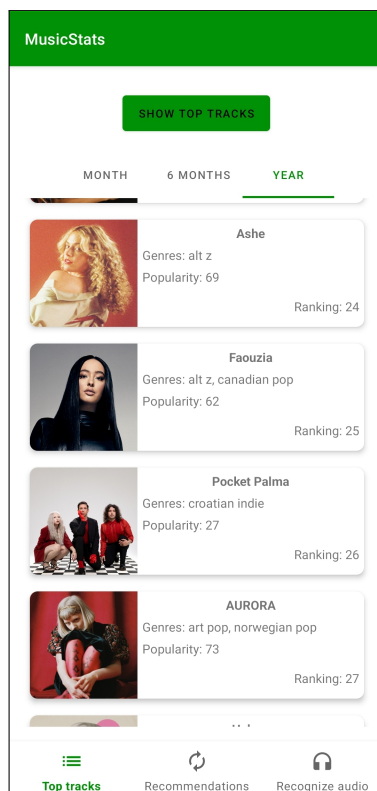 MusicStats
SHOW TOP TRACKS
MONTH 6 MONTHS YEAR
Ashe
Genres: alt z
Popularity: 69
Ranking: 24
Faouzia
Genres: alt z, canadian pop
Popularity: 62
Ranking: 25
Pocket Palma
Genres: croatian indie
Popularity: 27
Ranking: 26
AURORA
Genres: art pop, norwegian pop
Popularity: 73
Ranking: 27
Top tracks Recommendations Recognize audio